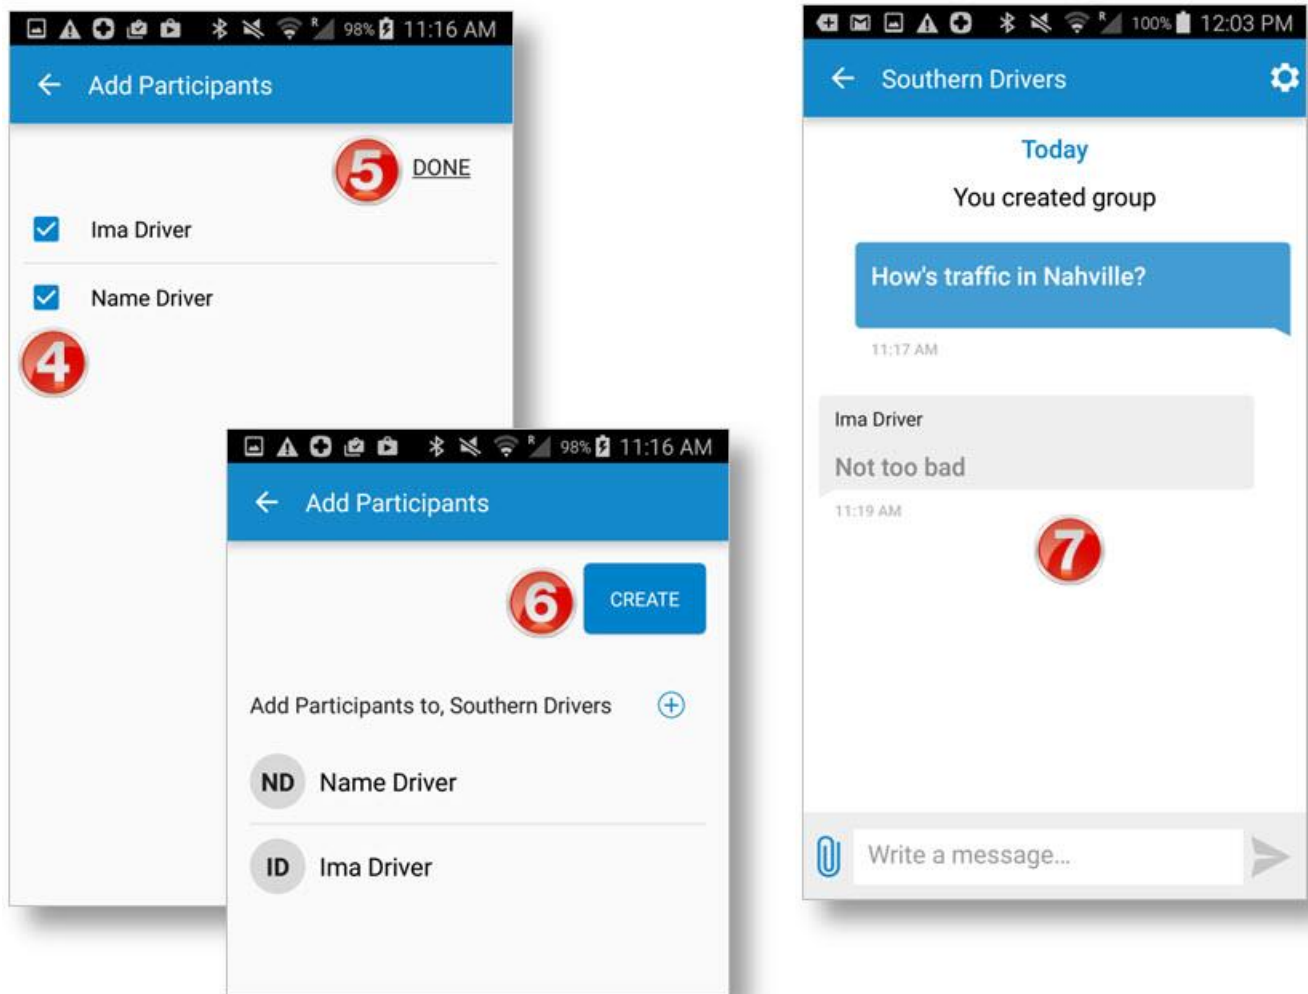 98% 11:16 AM
Add Participants
5 DONE
Ima Driver
Name Driver
4
R 98% 11:16 AM
Add Participants
6 CREATE
Add Participants to, Southern Drivers
ND Name Driver
ID Ima Driver
R 100% 12:03 PM
Southern Drivers
Today
You created group
How's traffic in Nahville?
11:17 AM
Ima Driver
Not too bad
11:19 AM
7
Write a message...